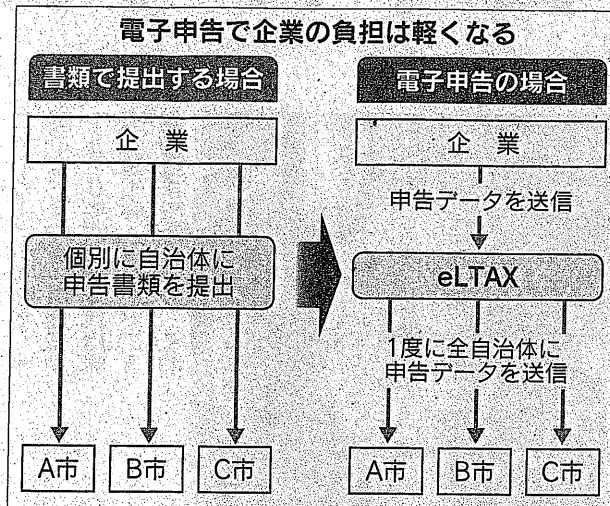 電子申告で企業の負担は軽くなる
書類で提出する場合
企業
個別に自治体に
申告書類を提出
A市
B市
C市
電子申告の場合
企業
申告データを送信
eLTAX
1度に全自治体に
申告データを送信
A市
B市
C市